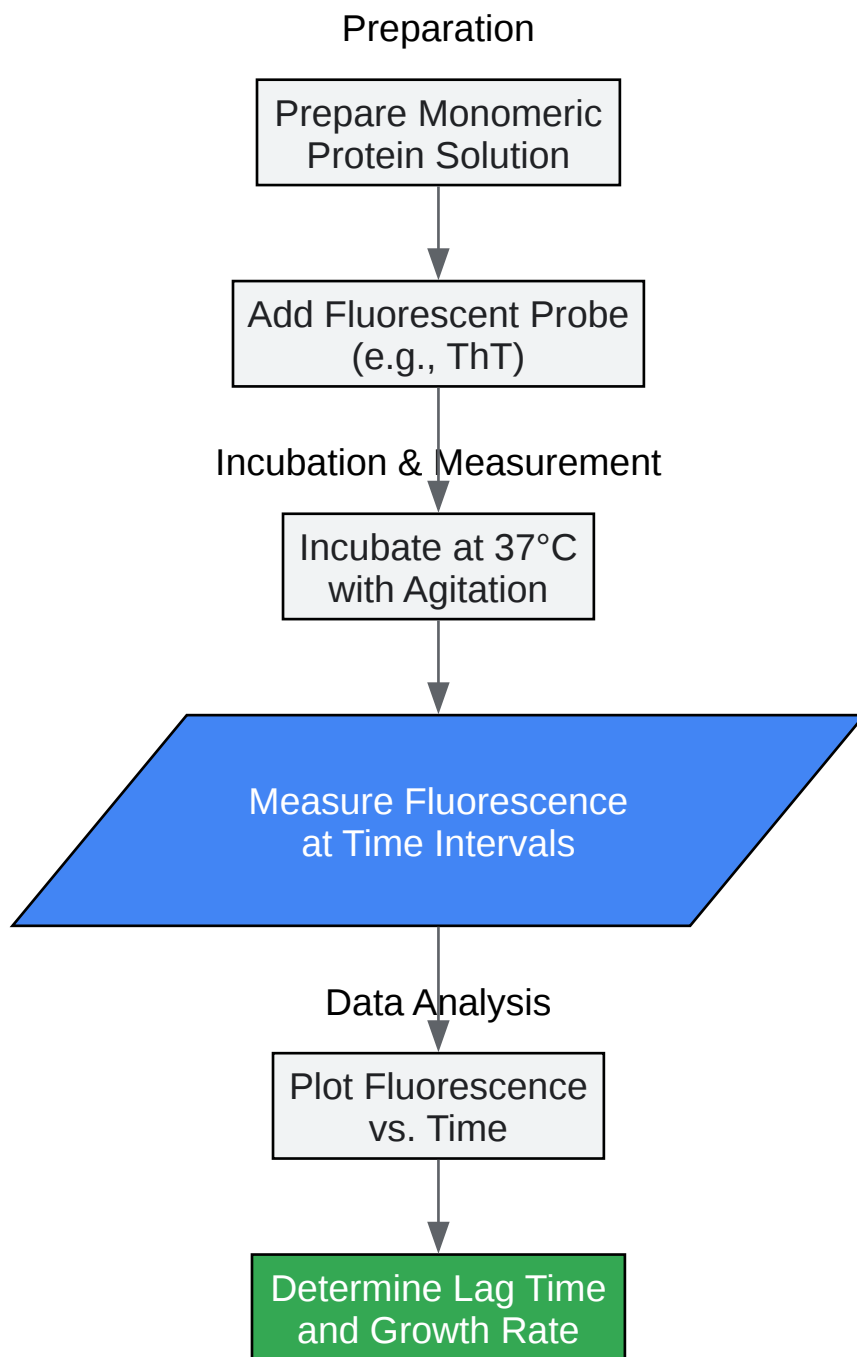 Preparation
Prepare Monomeric
Protein Solution
Add Fluorescent Probe
(e.g., ThT)
Incubation & Measurement
Incubate at 37°C
with Agitation
Measure Fluorescence
at Time Intervals
Data Analysis
Plot Fluorescence
vs. Time
Determine Lag Time
and Growth Rate